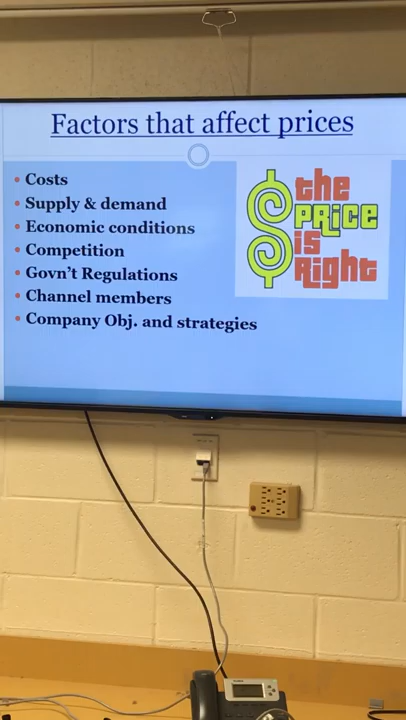 Factors that affect prices
• Costs
• Supply & demand
• Economic conditions
• Competition
• Govn't Regulations
• Channel members
• Company Obj. and strategies
the
PRICE
is
Right